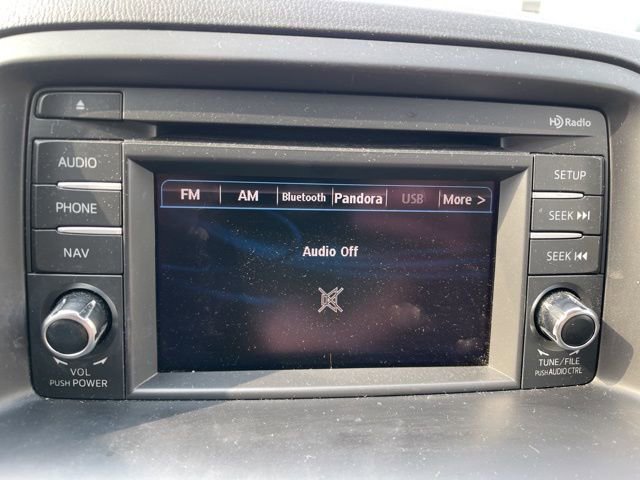 HD Radio
AUDIO
PHONE
NAV
VOL
PUSH POWER
FM AM Bluetooth Pandora USB More >
Audio Off
SETUP
SEEK
SEEK
TUNE/FILE
PUSH AUDIO CTRL